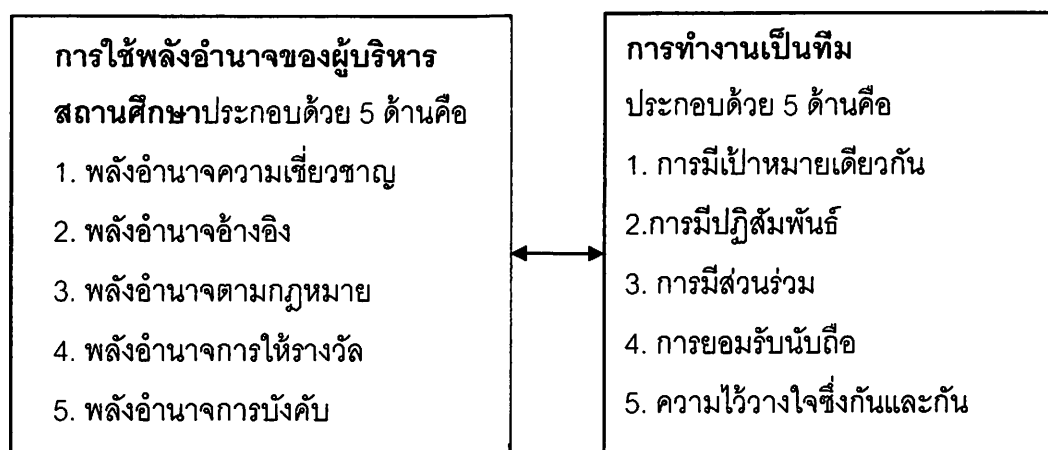 การใช้พลังอำนาจของผู้บริหาร
สถานศึกษาประกอบด้วย 5 ด้านคือ
1. พลังอำนาจความเชี่ยวชาญ
2. พลังอำนาจอ้างอิง
3. พลังอำนาจตามกฎหมาย
4. พลังอำนาจการให้รางวัล
5. พลังอำนาจการบังคับ
การทำงานเป็นทีม
ประกอบด้วย 5 ด้านคือ
1. การมีเป้าหมายเดียวกัน
2.การมีปฏิสัมพันธ์
3. การมีส่วนร่วม
4. การยอมรับนับถือ
5. ความไว้วางใจซึ่งกันและกัน